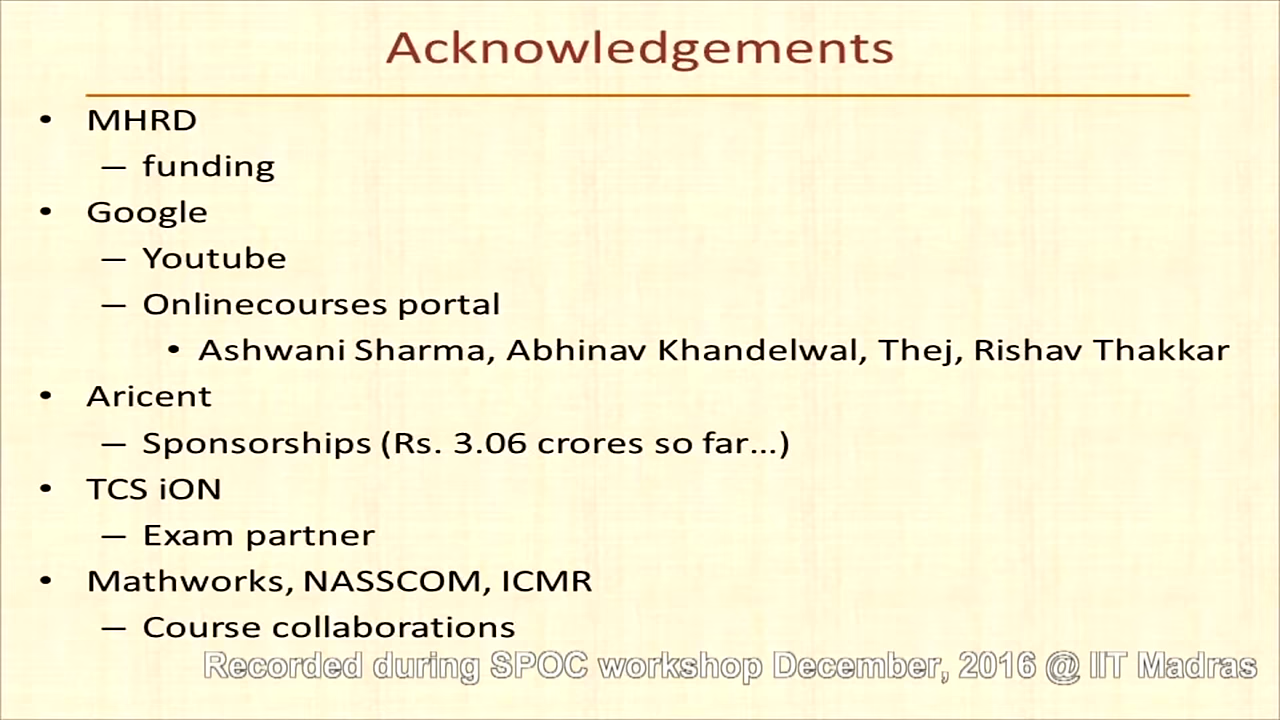 Acknowledgements
• MHRD
– funding
• Google
– Youtube
– Onlinecourses portal
• Ashwani Sharma, Abhinav Khandelwal, Thej, Rishav Thakkar
• Aricent
– Sponsorships (Rs. 3.06 crores so far...)
• TCS iON
– Exam partner
• Mathworks, NASSCOM, ICMR
– Course collaborations
Recorded during SPOC workshop December, 2016 @ IIT Madras